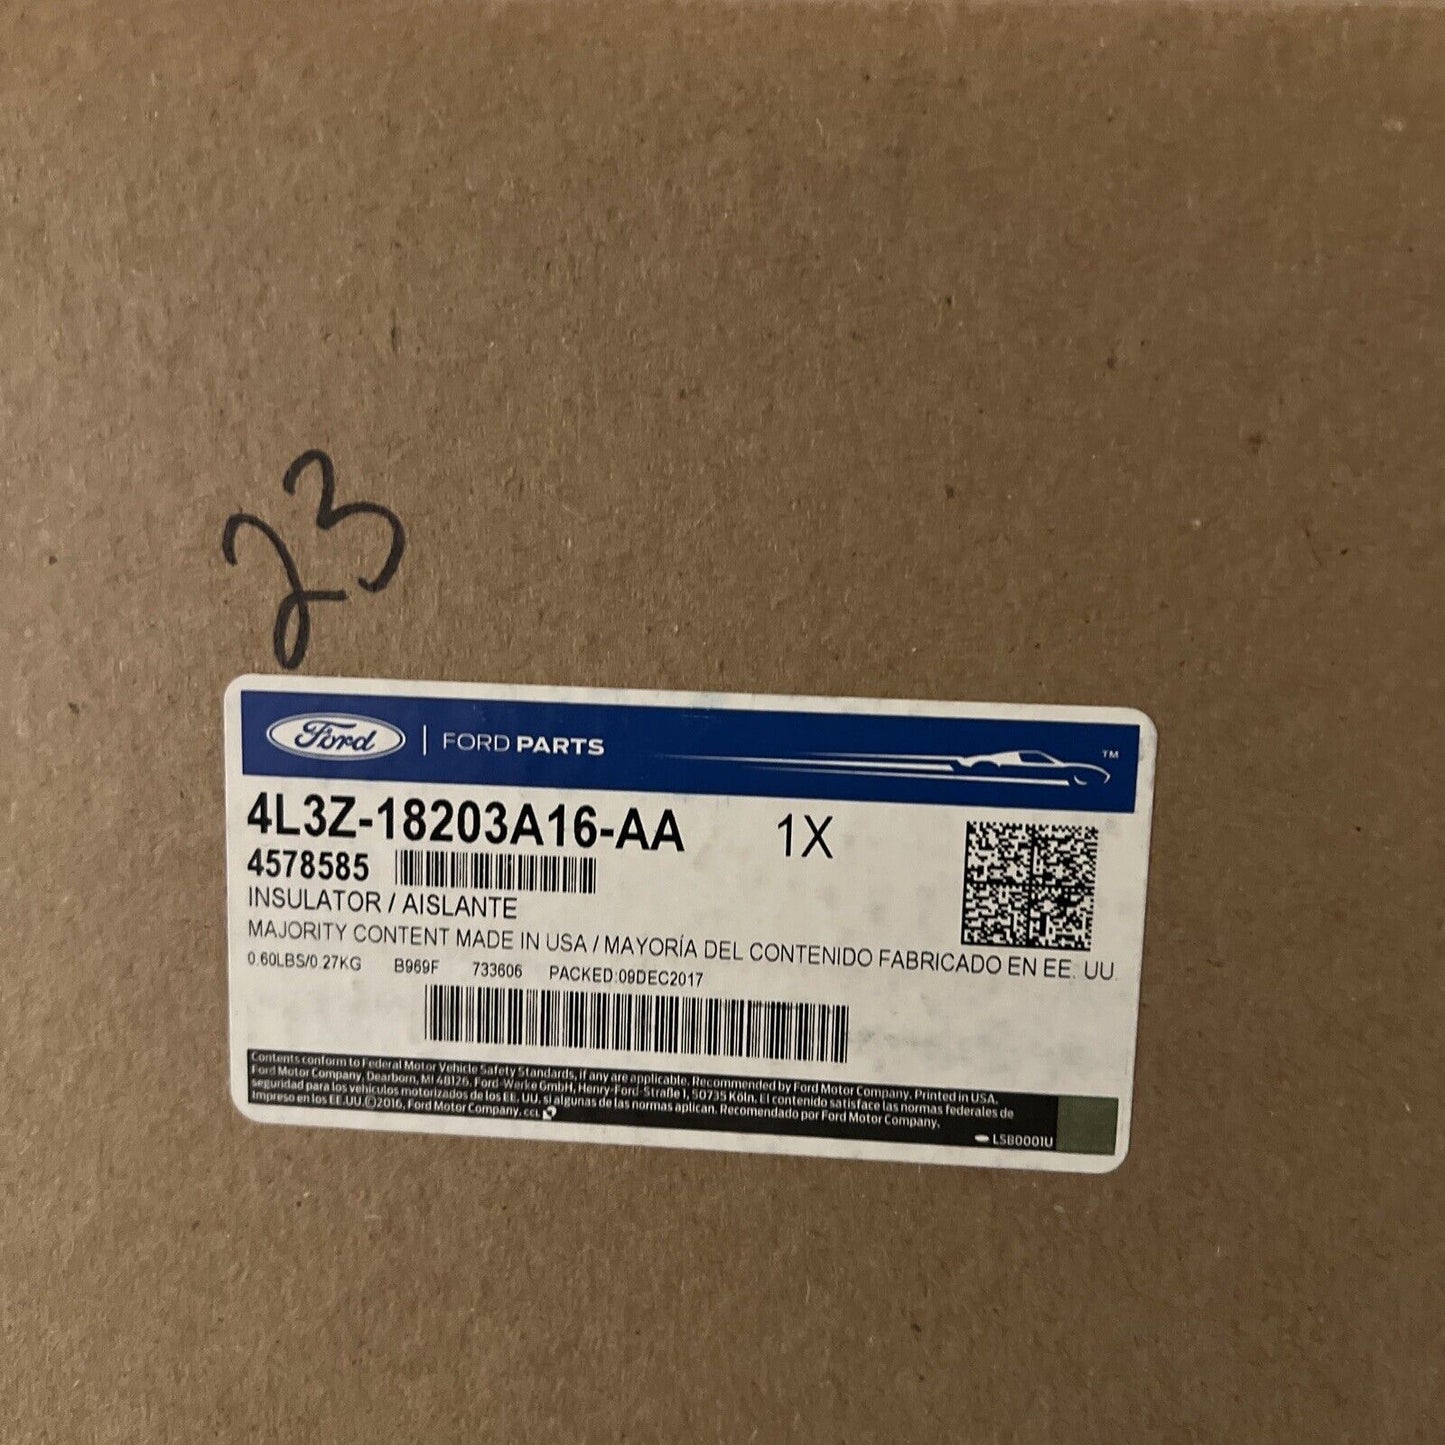 23
Ford | FORD PARTS ™
4L3Z-18203A16-AA 1X
4578585
INSULATOR / AISLANTE
MAJORITY CONTENT MADE IN USA / MAYORÍA DEL CONTENIDO FABRICADO EN EE. UU.
0.60LBS/0.27KG B969F 733606 PACKED:09DEC2017
Contents conform to Federal Motor Vehicle Safety Standards, if any are applicable. Recommended by Ford Motor Company. Printed in USA.
Ford Motor Company, Dearborn, MI 48126, Ford-Werke GmbH, Henry-Ford-Straße 1, 50735 Köln. El contenido satisface las normas federales de
seguridad para los vehículos motorizados de los EE. UU. si algunas de las normas aplican. Recomendado por Ford Motor Company.
Impreso en los EE.UU. ©2016, Ford Motor Company, ccl
LSB0001U